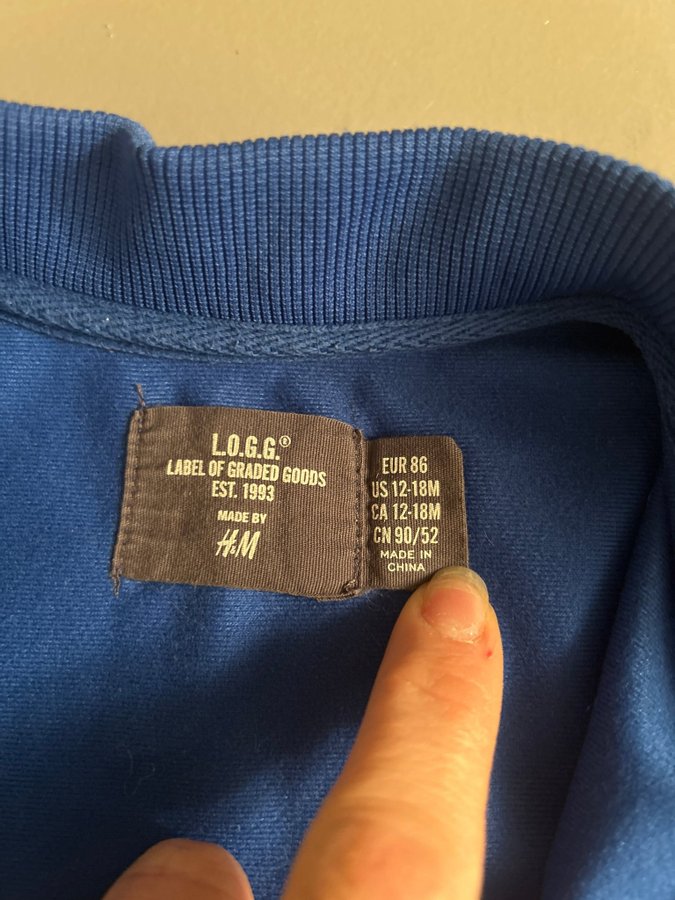 L.O.G.G.®
LABEL OF GRADED GOODS
EST. 1993
MADE BY
H&M
EUR 86
US 12-18M
CA 12-18M
CN 90/52
MADE IN
CHINA